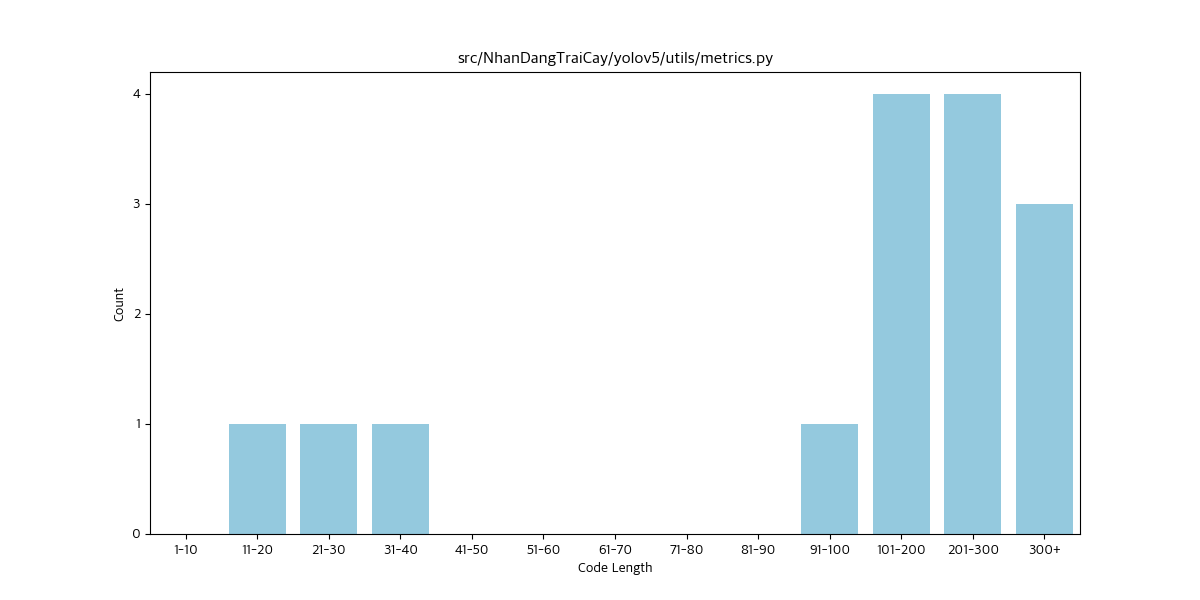 src/NhanDangTraiCay/yolov5/utils/metrics.py
Count
4
3
2
1
0
1-10 11-20 21-30 31-40 41-50 51-60 61-70 71-80 81-90 91-100 101-200 201-300 300+
Code Length